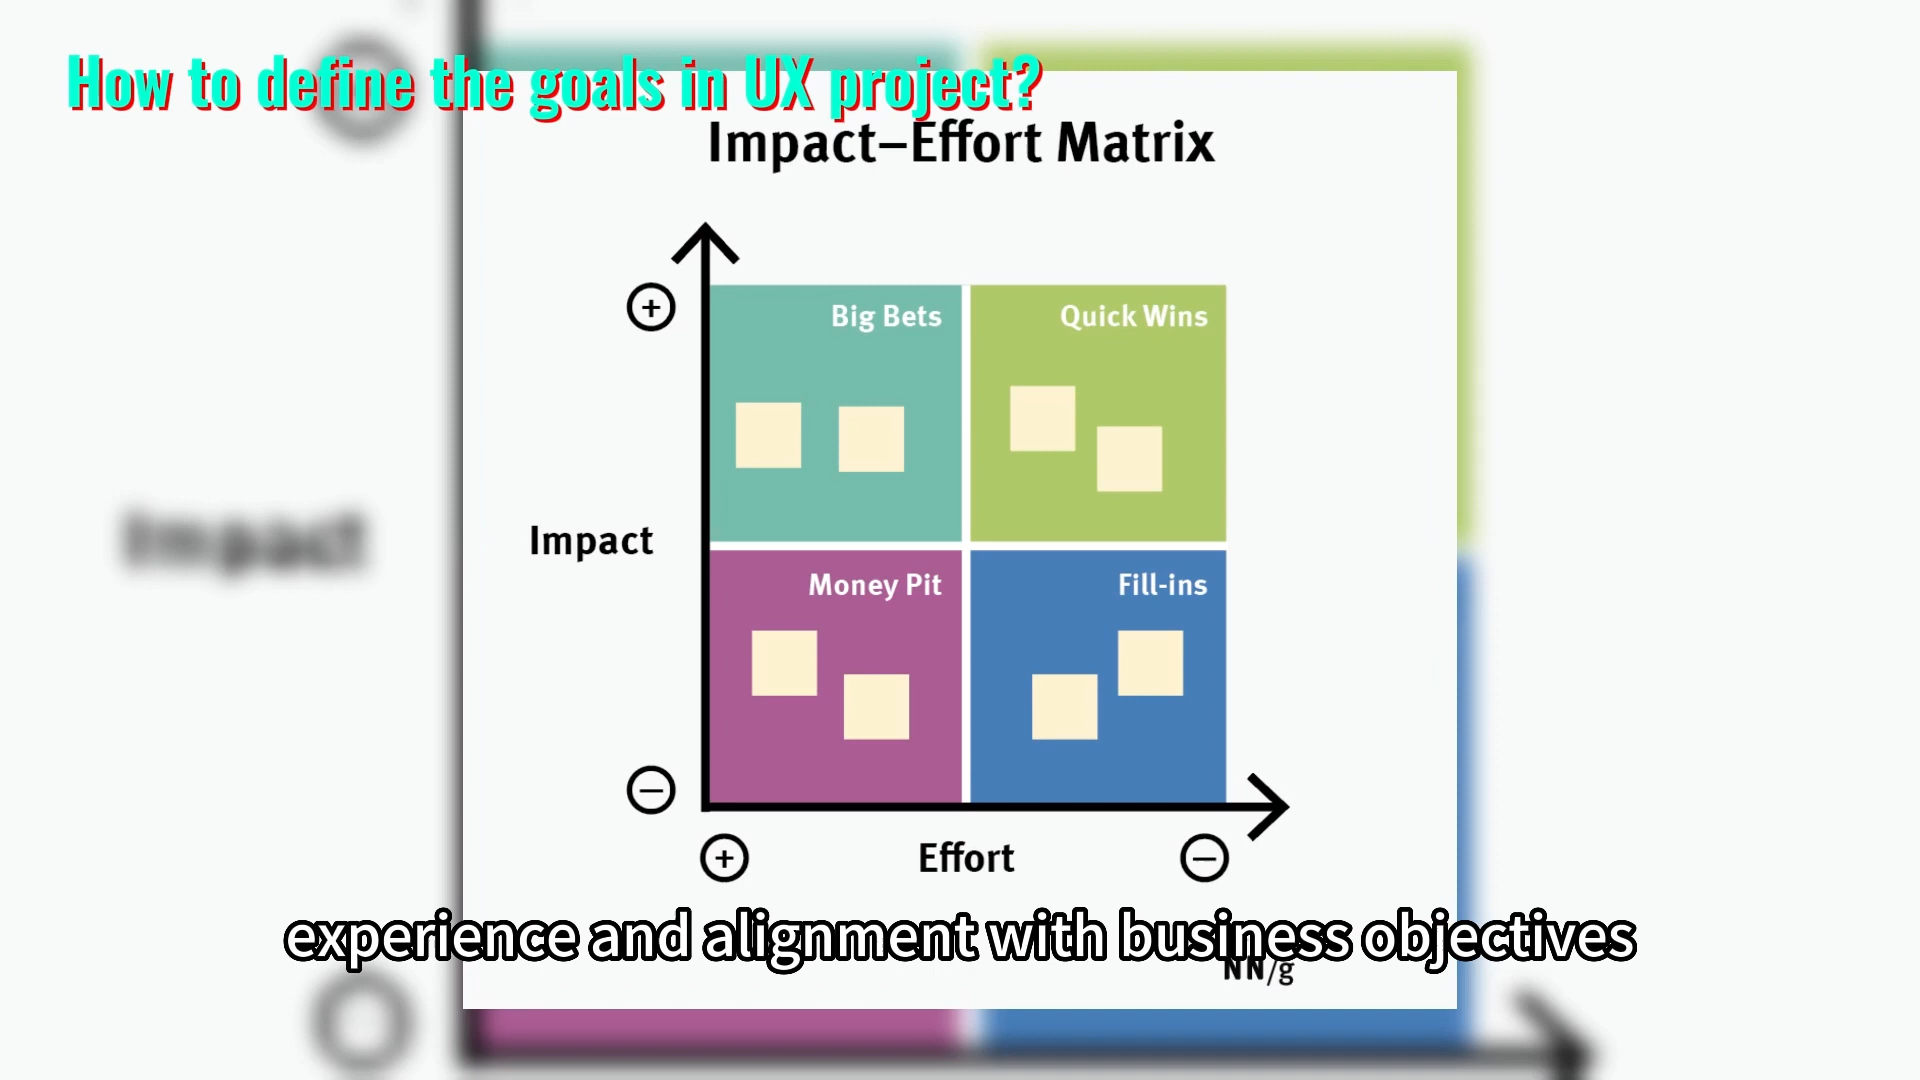 How to define the goals in UX project?
Impact–Effort Matrix
+
Big Bets
Quick Wins
Impact
Impact
Money Pit
Fill-ins
−
+
Effort
−
experience and alignment with business objectives
NN/g